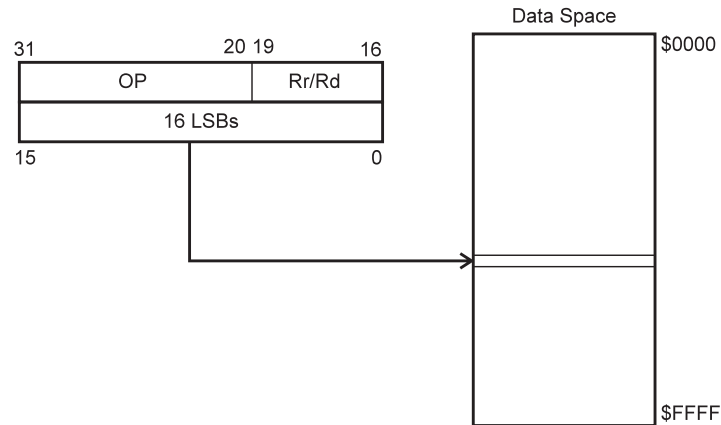 Data Space
31 20 19 16
$0000
OP Rr/Rd
16 LSBs
15 0
$FFFF